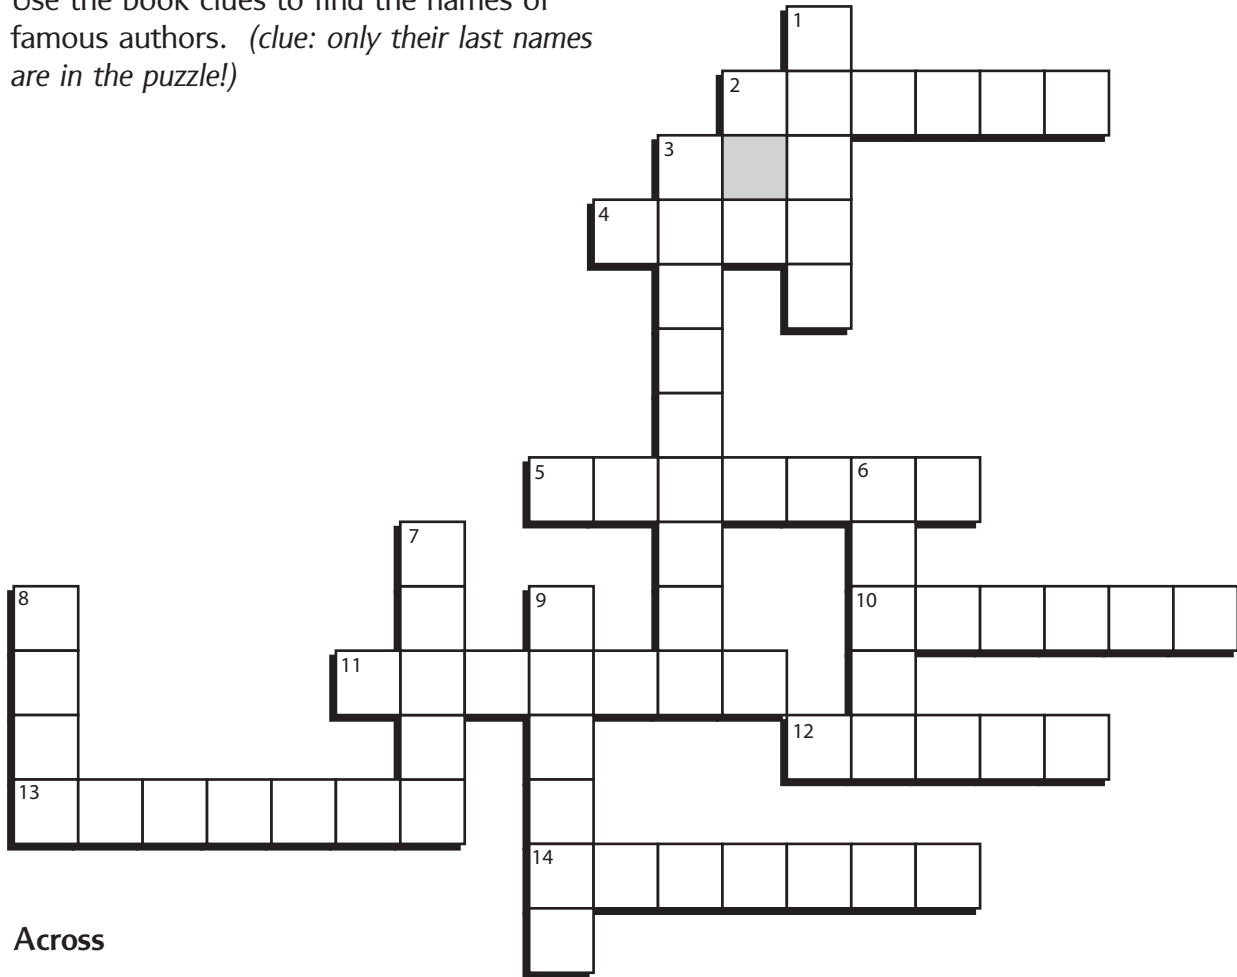 Use the book clues to find the names of
famous authors. (clue: only their last names
are in the puzzle!)
1
2
3
4
5 6
7
8 9 10
11
12
13
14
Across